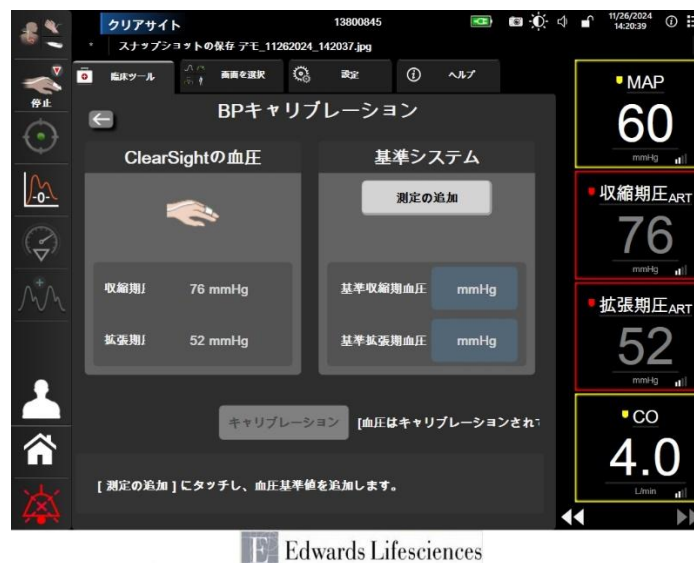 クリアサイト
13800845
11/26/2024
14:20:39
* スナップショットの保存 デモ_11262024_142037.jpg
停止
臨床ツール
画面を選択
設定
ヘルプ
BPキャリブレーション
ClearSightの血圧
基準システム
測定の追加
収縮期
76 mmHg
拡張期
52 mmHg
基準収縮期血圧
mmHg
基準拡張期血圧
mmHg
キャリブレーション
[血圧はキャリブレーションされ
[ 測定の追加 ] にタッチし、血圧基準値を追加します。
-0-
MAP
60
mmHg
収縮期圧ART
76
mmHg
拡張期圧ART
52
mmHg
CO
4.0
L/min
E Edwards Lifesciences